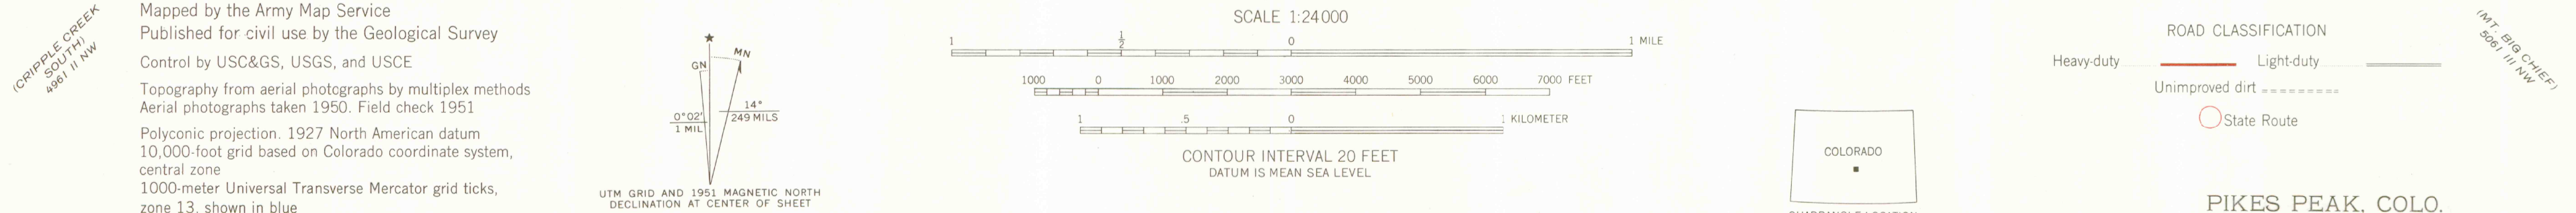 (CRIPPLE CREEK
SOUTH)
4961 II NW
Mapped by the Army Map Service
Published for civil use by the Geological Survey
Control by USC&GS, USGS, and USCE
Topography from aerial photographs by multiplex methods
Aerial photographs taken 1950. Field check 1951
Polyconic projection. 1927 North American datum
10,000-foot grid based on Colorado coordinate system,
central zone
1000-meter Universal Transverse Mercator grid ticks,
zone 13, shown in blue
★
GN
MN
0°02'
1 MIL
14°
249 MILS
UTM GRID AND 1951 MAGNETIC NORTH
DECLINATION AT CENTER OF SHEET
SCALE 1:24000
1 ½ 0 1 MILE
1000 0 1000 2000 3000 4000 5000 6000 7000 FEET
1 .5 0 1 KILOMETER
CONTOUR INTERVAL 20 FEET
DATUM IS MEAN SEA LEVEL
COLORADO
QUADRANGLE LOCATION
ROAD CLASSIFICATION
Heavy-duty Light-duty
Unimproved dirt
State Route
PIKES PEAK, COLO.
(MT. BIG CHIEF)
5061 III NW